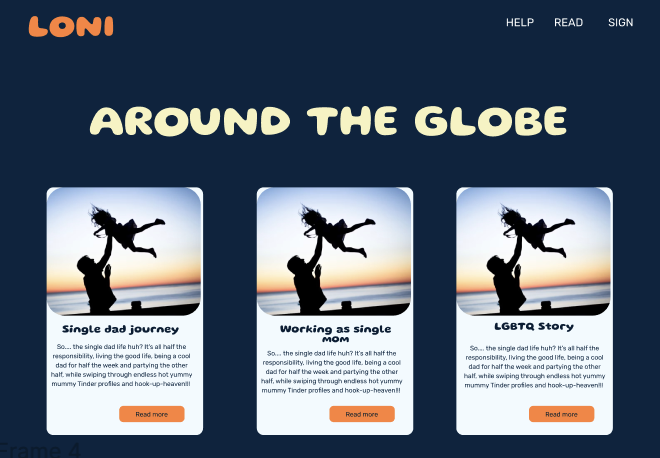 LONI
HELP READ SIGN
AROUND THE GLOBE
Single dad journey
So.... the single dad life huh? It's all half the
responsibility, living the good life, being a cool
dad for half the week and partying the other
half, while swiping through endless hot yummy
mummy Tinder profiles and hook-up-heaven!!!
Read more
Working as single
mom
So.... the single dad life huh? It's all half the
responsibility, living the good life, being a cool
dad for half the week and partying the other
half, while swiping through endless hot yummy
mummy Tinder profiles and hook-up-heaven!!!
Read more
LGBTQ Story
So.... the single dad life huh? It's all half the
responsibility, living the good life, being a cool
dad for half the week and partying the other
half, while swiping through endless hot yummy
mummy Tinder profiles and hook-up-heaven!!!
Read more
Frame 4